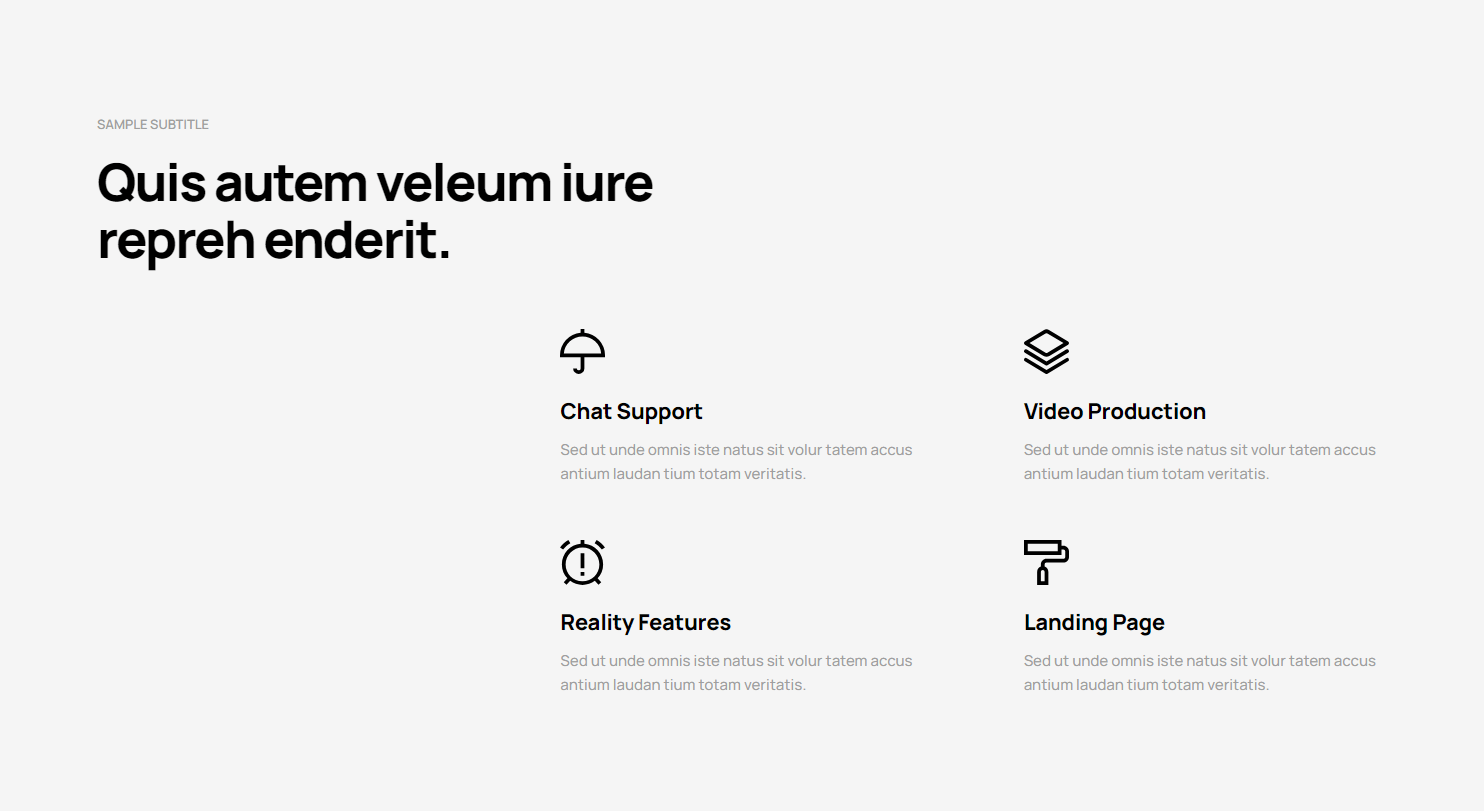 SAMPLE SUBTITLE
Quis autem veleum iure
repreh enderit.
Chat Support
Sed ut unde omnis iste natus sit volur tatem accus
antium laudan tium totam veritatis.
Video Production
Sed ut unde omnis iste natus sit volur tatem accus
antium laudan tium totam veritatis.
Reality Features
Sed ut unde omnis iste natus sit volur tatem accus
antium laudan tium totam veritatis.
Landing Page
Sed ut unde omnis iste natus sit volur tatem accus
antium laudan tium totam veritatis.